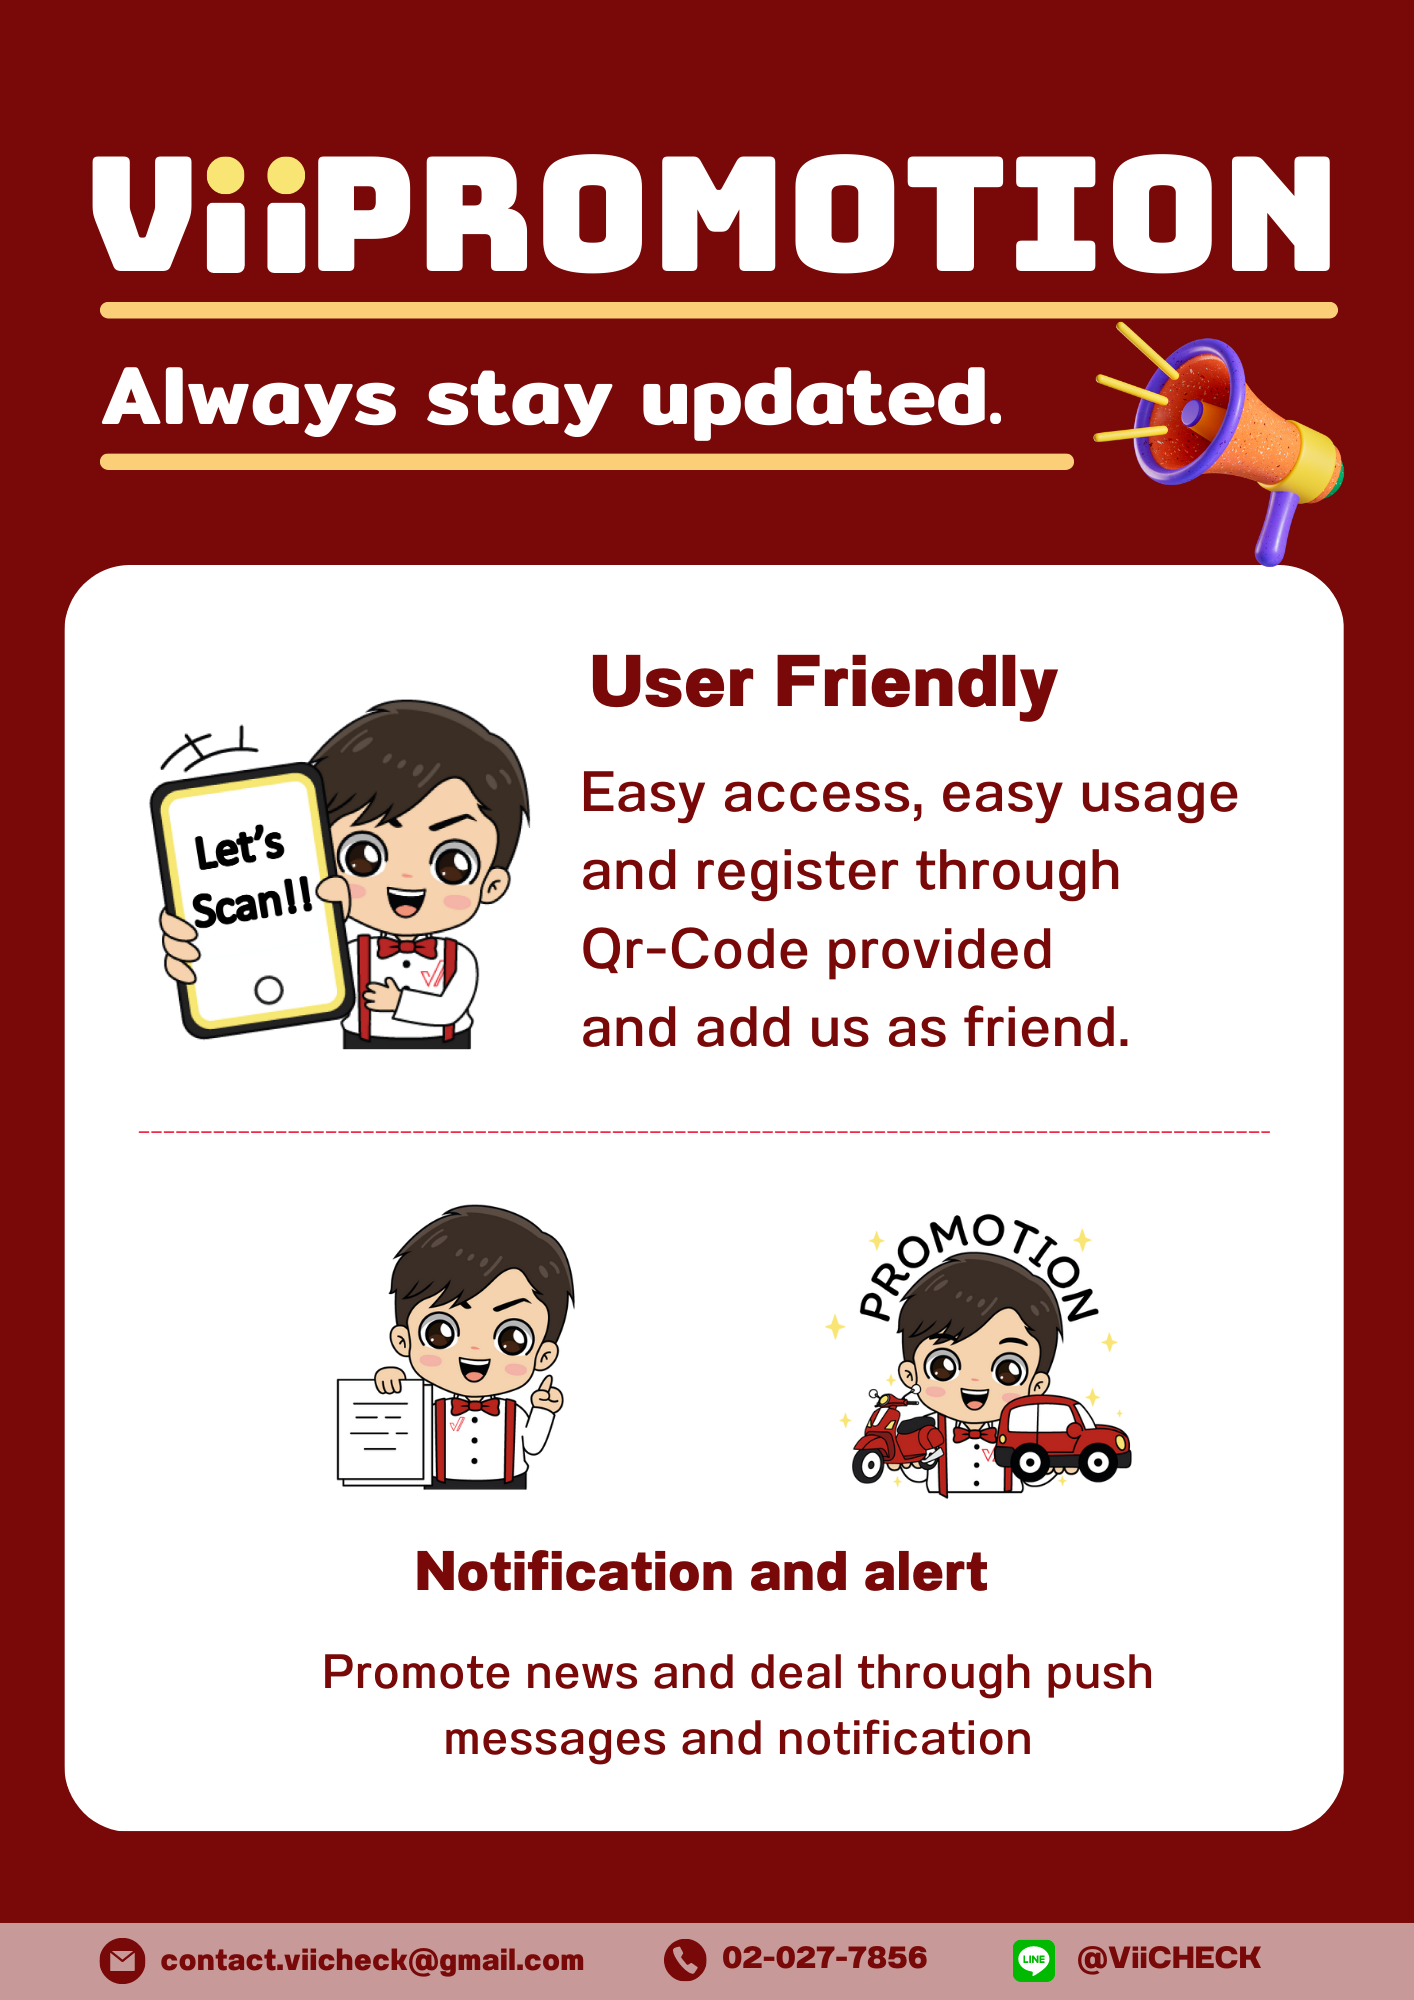 ViiPROMOTION
Always stay updated.
User Friendly
Let's
Scan!!
Easy access, easy usage
and register through
Qr-Code provided
and add us as friend.
PROMOTION
Notification and alert
Promote news and deal through push
messages and notification
contact.viicheck@gmail.com
02-027-7856
LINE
@ViiCHECK